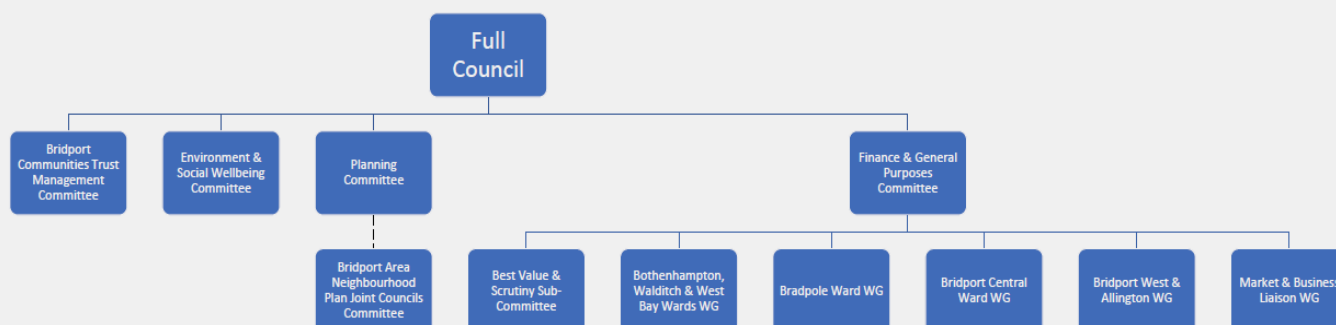 Full
Council
Bridport
Communities Trust
Management
Committee
Environment &
Social Wellbeing
Committee
Planning
Committee
Finance & General
Purposes
Committee
Bridport Area
Neighbourhood
Plan Joint Councils
Committee
Best Value &
Scrutiny Sub-
Committee
Bothenhampton,
Walditch & West
Bay Wards WG
Bradpole Ward WG
Bridport Central
Ward WG
Bridport West &
Allington WG
Market & Business
Liaison WG